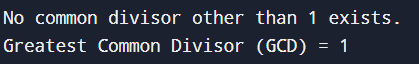 No common divisor other than 1 exists.
Greatest Common Divisor (GCD) = 1